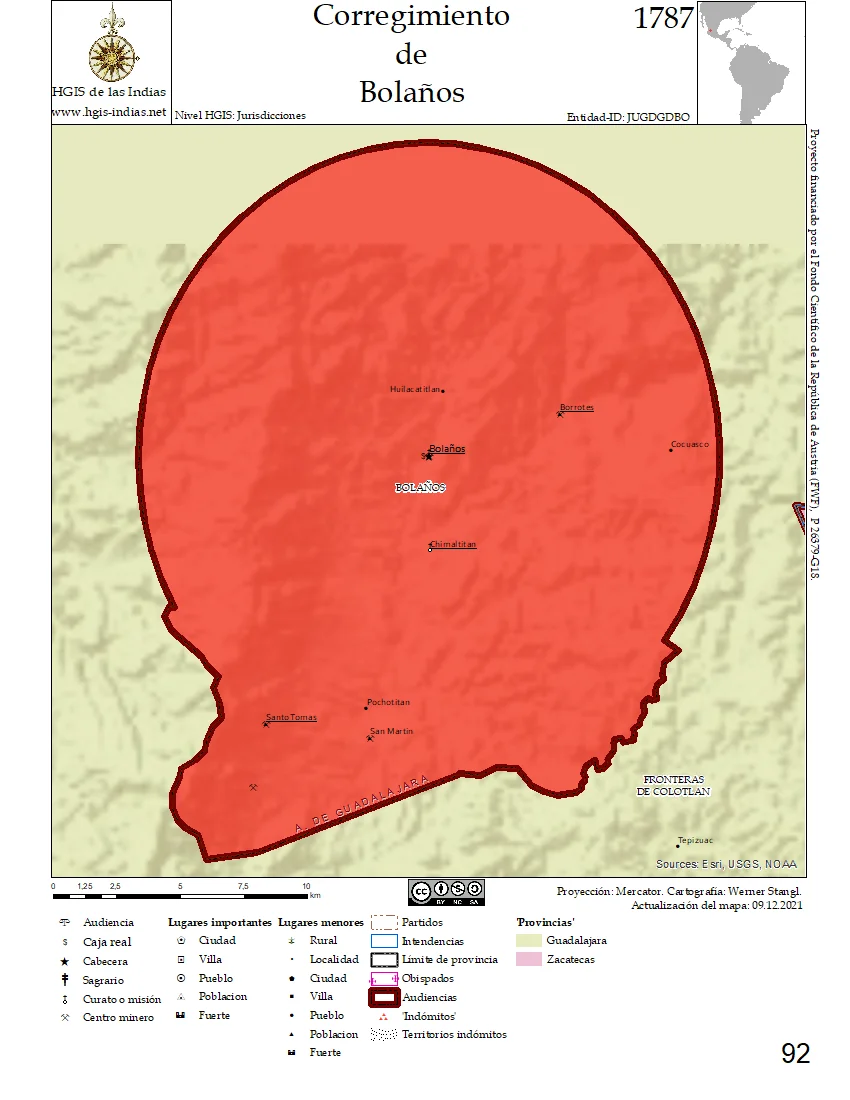 Corregimiento
de
Bolaños
1787
HGIS de las Indias
www.hgis-indias.net
Nivel HGIS: Jurisdicciones
Entidad-ID: JUGDGDBO
Proyecto financiado por el Fondo Científico de la República de Austria (FWF), P 26379-G18.
Huilacatitlan
Borrotes
Cocuasco
Bolaños
$
BOLAÑOS
Chimaltitan
Pochotitan
Santo Tomas
San Martin
A. DE GUADALAJARA
FRONTERAS
DE COLOTLAN
Tepizuac
Sources: Esri, USGS, NOAA
0 1,25 2,5 5 7,5 10
km
cc BY NC SA
Proyección: Mercator. Cartografía: Werner Stangl.
Actualización del mapa: 09.12.2021
Audiencia
$ Caja real
Cabecera
Sagrario
Curato o misión
Centro minero
Lugares importantes
Ciudad
Villa
Pueblo
Poblacion
Fuerte
Lugares menores
Rural
Localidad
Ciudad
Villa
Pueblo
Poblacion
Fuerte
Partidos
Intendencias
Límite de provincia
Obispados
Audiencias
'Indómitos'
Territorios indómitos
'Provincias'
Guadalajara
Zacatecas
92